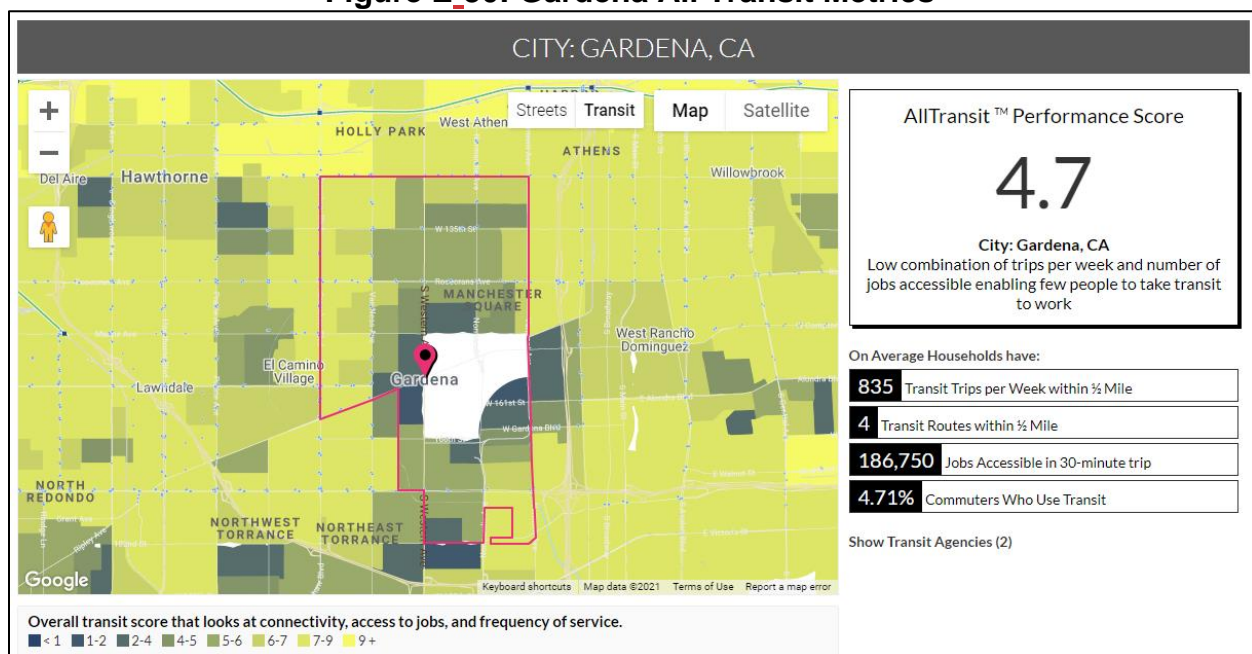 CITY: GARDENA, CA
+
−
Streets Transit
Map Satellite
HOLLY PARK
West Athen
ATHENS
Del Aire
Hawthorne
Willowbrook
W 135th St
Rosecrans Ave
MANCHESTER
SQUARE
West Rancho
Dominguez
El Camino
Village
Gardena
Lawndale
W 161st St
W Gardena Blvd
NORTH
REDONDO
NORTHWEST
TORRANCE
NORTHEAST
TORRANCE
Google
Keyboard shortcuts Map data ©2021 Terms of Use Report a map error
Overall transit score that looks at connectivity, access to jobs, and frequency of service.
< 1 1-2 2-4 4-5 5-6 6-7 7-9 9 +
AllTransit ™ Performance Score
4.7
City: Gardena, CA
Low combination of trips per week and number of
jobs accessible enabling few people to take transit
to work
On Average Households have:
835 Transit Trips per Week within ½ Mile
4 Transit Routes within ½ Mile
186,750 Jobs Accessible in 30-minute trip
4.71% Commuters Who Use Transit
Show Transit Agencies (2)